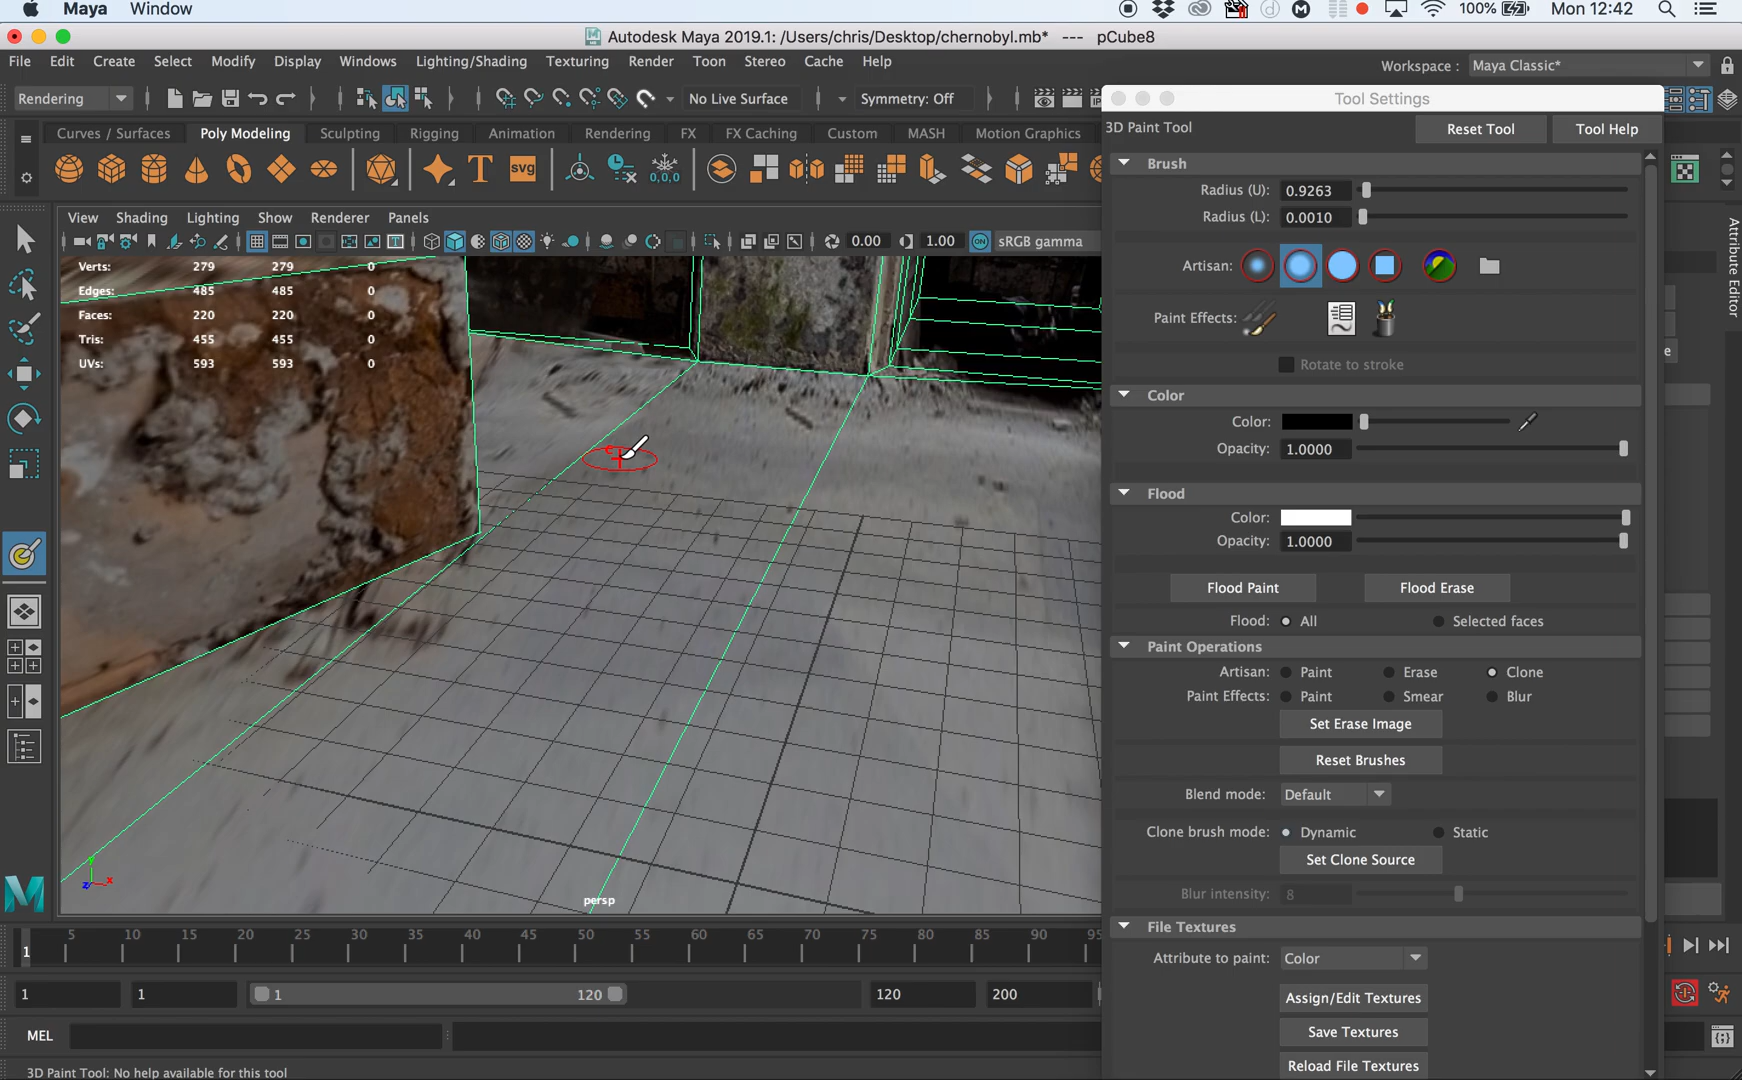 Maya Window
100% Mon 12:42
Autodesk Maya 2019.1: /Users/chris/Desktop/chernobyl.mb* --- pCube8
File Edit Create Select Modify Display Windows Lighting/Shading Texturing Render Toon Stereo Cache Help
Workspace : Maya Classic*
Rendering No Live Surface Symmetry: Off
Tool Settings
3D Paint Tool Reset Tool Tool Help
Curves / Surfaces Poly Modeling Sculpting Rigging Animation Rendering FX FX Caching Custom MASH Motion Graphics
svg 0,0,0
View Shading Lighting Show Renderer Panels
0.00 1.00 ON sRGB gamma
Attribute Editor
Verts: 279 279 0
Edges: 485 485 0
Faces: 220 220 0
Tris: 455 455 0
UVs: 593 593 0
persp
Brush
Radius (U): 0.9263
Radius (L): 0.0010
Artisan:
Paint Effects:
Rotate to stroke
Color
Color:
Opacity: 1.0000
Flood
Color:
Opacity: 1.0000
Flood Paint Flood Erase
Flood: All Selected faces
Paint Operations
Artisan: Paint Erase Clone
Paint Effects: Paint Smear Blur
Set Erase Image
Reset Brushes
Blend mode: Default
Clone brush mode: Dynamic Static
Set Clone Source
Blur intensity: 8
File Textures
Attribute to paint: Color
Assign/Edit Textures
Save Textures
Reload File Textures
1 5 10 15 20 25 30 35 40 45 50 55 60 65 70 75 80 85 90 95
1 1 1 120 120 200
MEL
3D Paint Tool: No help available for this tool